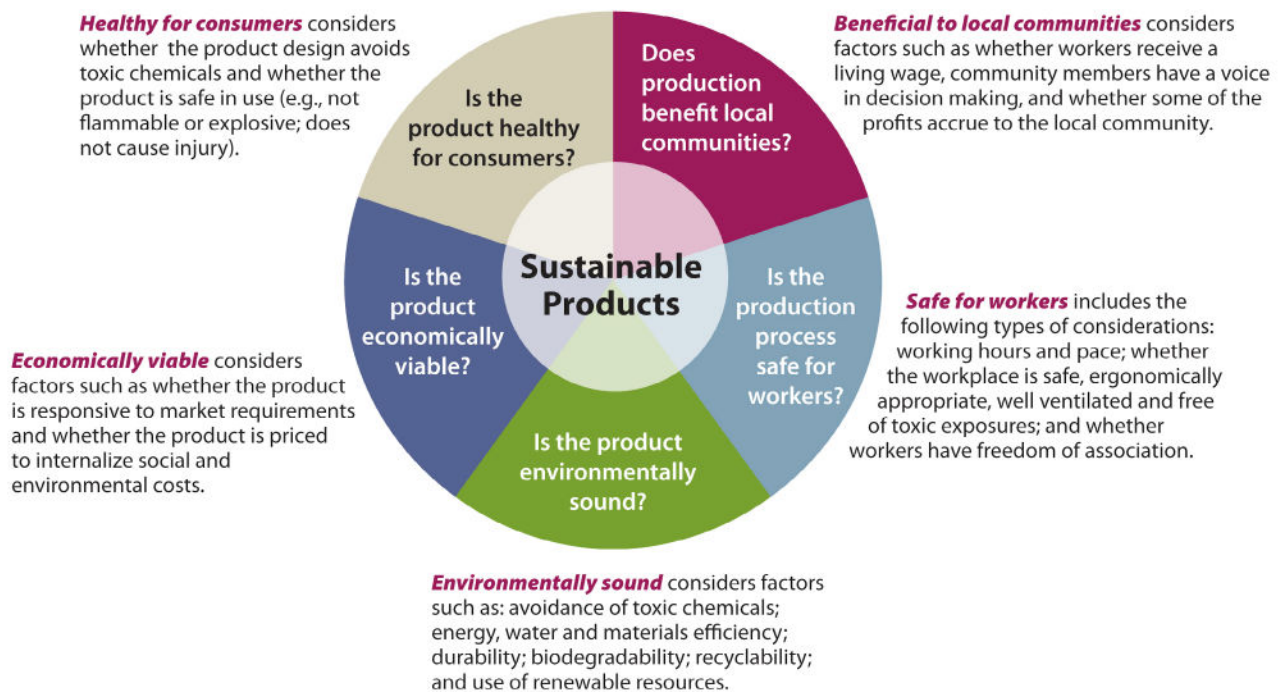 Healthy for consumers considers
whether the product design avoids
toxic chemicals and whether the
product is safe in use (e.g., not
flammable or explosive; does
not cause injury).
Is the
product healthy
for consumers?
Does
production
benefit local
communities?
Beneficial to local communities considers
factors such as whether workers receive a
living wage, community members have a voice
in decision making, and whether some of the
profits accrue to the local community.
Sustainable
Products
Is the
product
economically
viable?
Is the
production
process
safe for
workers?
Safe for workers includes the
following types of considerations:
working hours and pace; whether
the workplace is safe, ergonomically
appropriate, well ventilated and free
of toxic exposures; and whether
workers have freedom of association.
Economically viable considers
factors such as whether the product
is responsive to market requirements
and whether the product is priced
to internalize social and
environmental costs.
Is the product
environmentally
sound?
Environmentally sound considers factors
such as: avoidance of toxic chemicals;
energy, water and materials efficiency;
durability; biodegradability; recyclability;
and use of renewable resources.